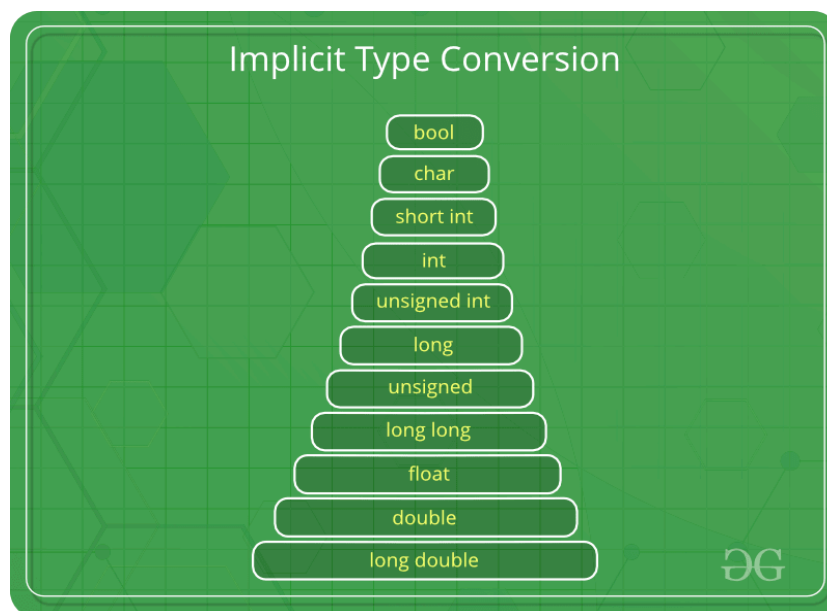 Implicit Type Conversion
bool
char
short int
int
unsigned int
long
unsigned
long long
float
double
long double
GG